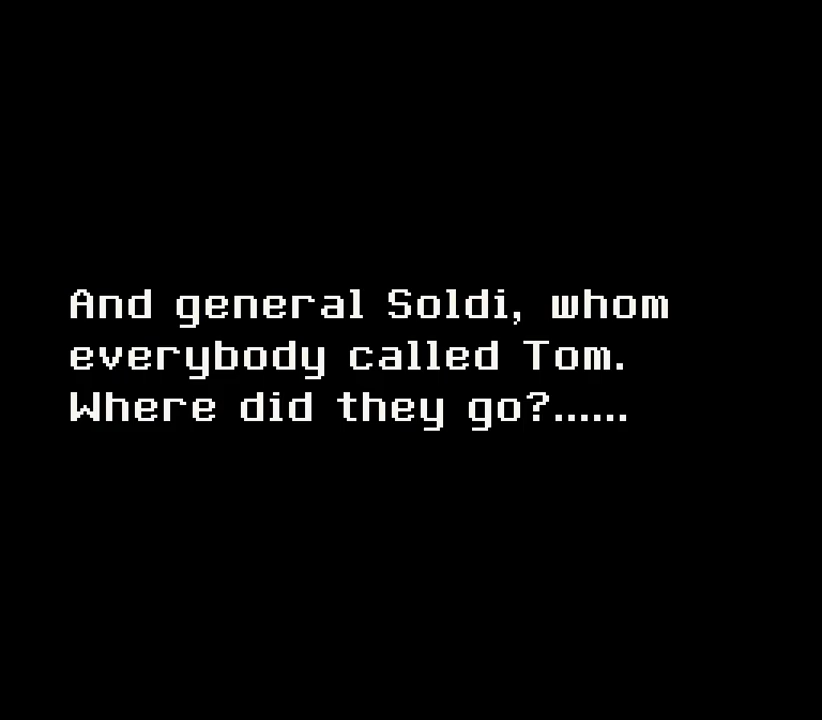 And general Soldi, whom
everybody called Tom.
Where did they go?......